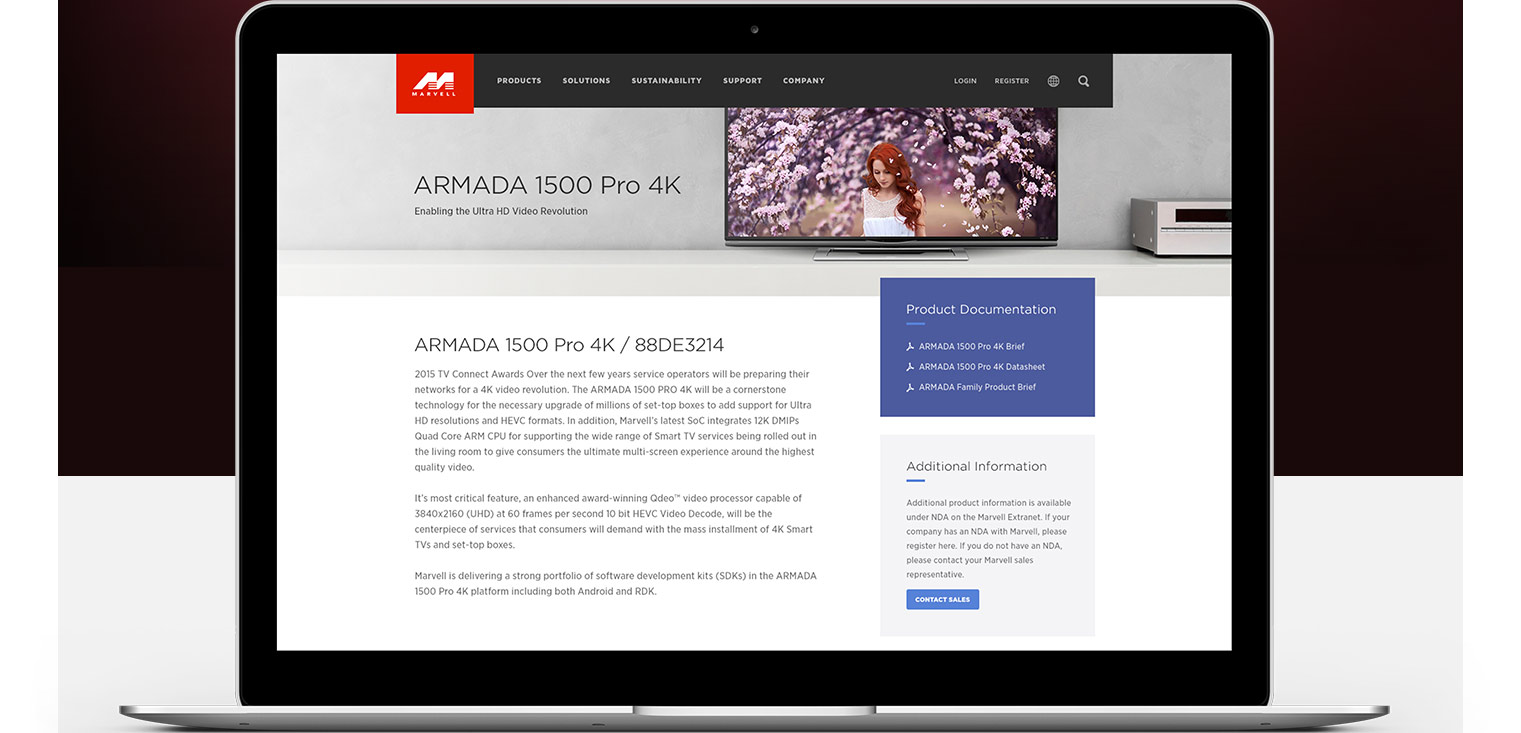 MARVELL
PRODUCTS SOLUTIONS SUSTAINABILITY SUPPORT COMPANY LOGIN REGISTER
ARMADA 1500 Pro 4K
Enabling the Ultra HD Video Revolution
ARMADA 1500 Pro 4K / 88DE3214
2015 TV Connect Awards Over the next few years service operators will be preparing their
networks for a 4K video revolution. The ARMADA 1500 PRO 4K will be a cornerstone
technology for the necessary upgrade of millions of set-top boxes to add support for Ultra
HD resolutions and HEVC formats. In addition, Marvell's latest SoC integrates 12K DMIPs
Quad Core ARM CPU for supporting the wide range of Smart TV services being rolled out in
the living room to give consumers the ultimate multi-screen experience around the highest
quality video.
It's most critical feature, an enhanced award-winning Qdeo™ video processor capable of
3840x2160 (UHD) at 60 frames per second 10 bit HEVC Video Decode, will be the
centerpiece of services that consumers will demand with the mass installment of 4K Smart
TVs and set-top boxes.
Marvell is delivering a strong portfolio of software development kits (SDKs) in the ARMADA
1500 Pro 4K platform including both Android and RDK.
Product Documentation
ARMADA 1500 Pro 4K Brief
ARMADA 1500 Pro 4K Datasheet
ARMADA Family Product Brief
Additional Information
Additional product information is available
under NDA on the Marvell Extranet. If your
company has an NDA with Marvell, please
register here. If you do not have an NDA,
please contact your Marvell sales
representative.
CONTACT SALES